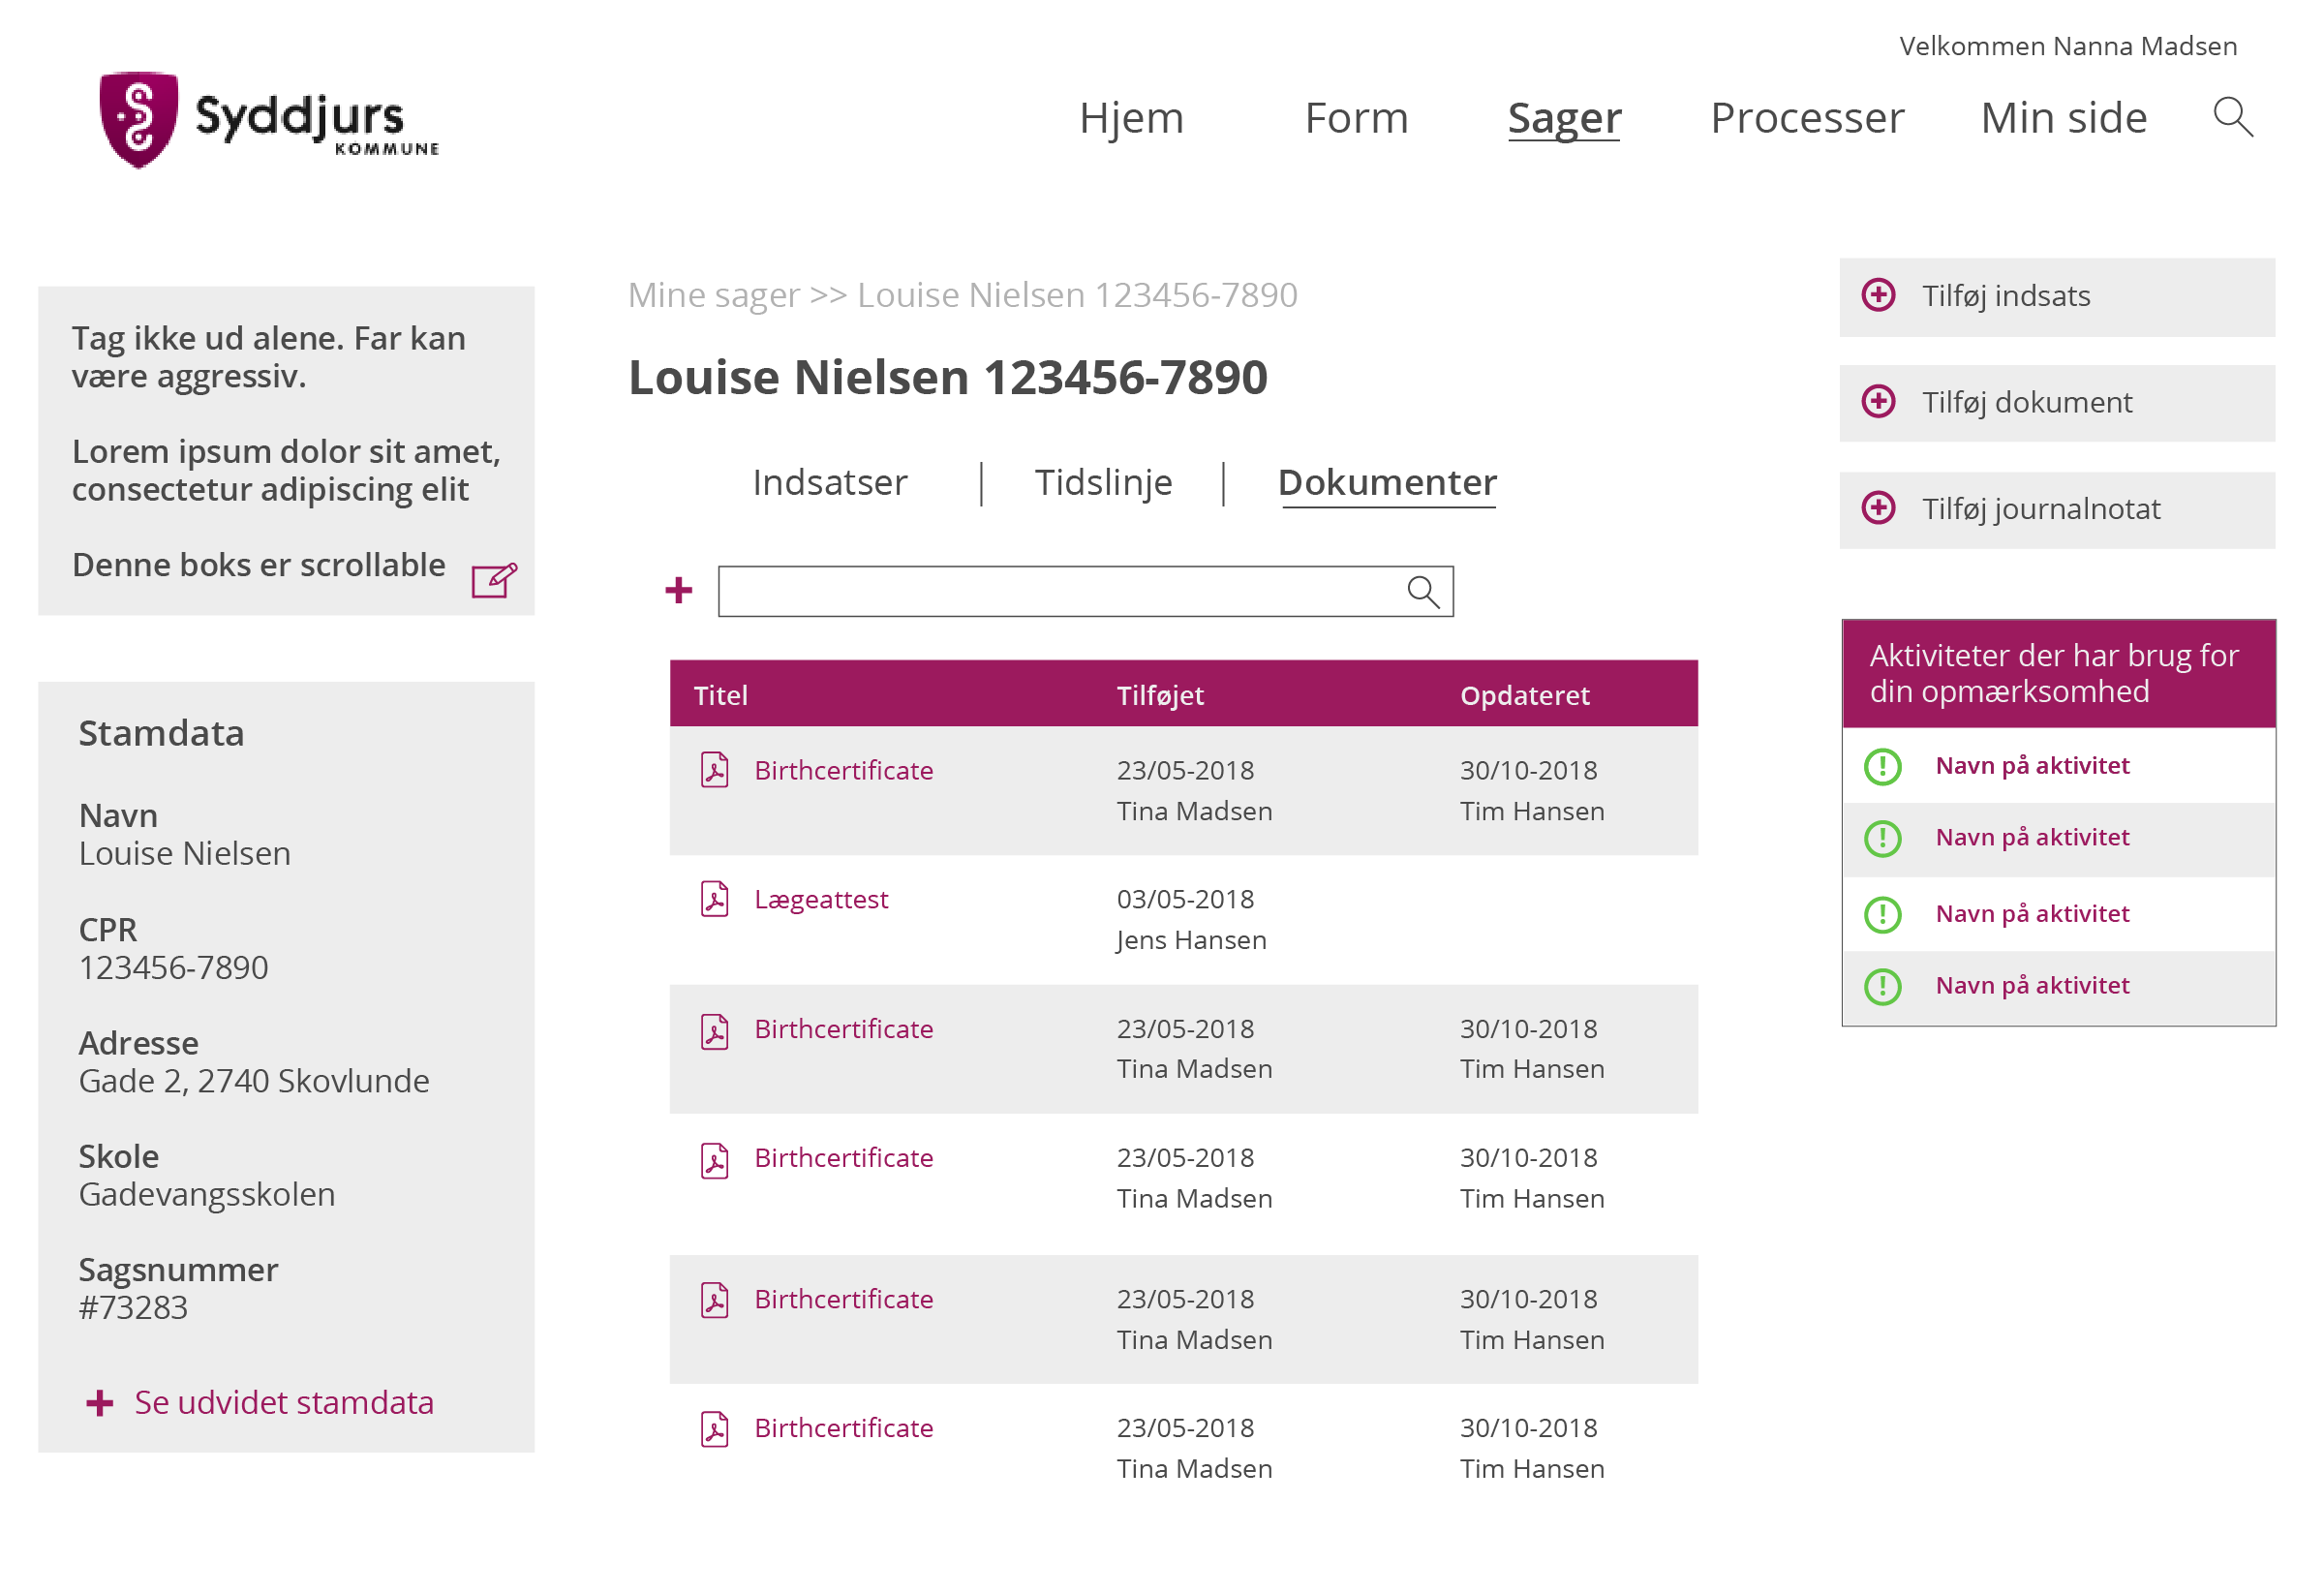 Velkommen Nanna Madsen
Syddjurs
KOMMUNE
Hjem Form Sager Processer Min side
Tag ikke ud alene. Far kan
være aggressiv.
Lorem ipsum dolor sit amet,
consectetur adipiscing elit
Denne boks er scrollable
Stamdata
Navn
Louise Nielsen
CPR
123456-7890
Adresse
Gade 2, 2740 Skovlunde
Skole
Gadevangsskolen
Sagsnummer
#73283
Se udvidet stamdata
Mine sager >> Louise Nielsen 123456-7890
Louise Nielsen 123456-7890
Indsatser | Tidslinje | Dokumenter
Titel Tilføjet Opdateret
Birthcertificate 23/05-2018 30/10-2018
Tina Madsen Tim Hansen
Lægeattest 03/05-2018
Jens Hansen
Birthcertificate 23/05-2018 30/10-2018
Tina Madsen Tim Hansen
Birthcertificate 23/05-2018 30/10-2018
Tina Madsen Tim Hansen
Birthcertificate 23/05-2018 30/10-2018
Tina Madsen Tim Hansen
Birthcertificate 23/05-2018 30/10-2018
Tina Madsen Tim Hansen
Tilføj indsats
Tilføj dokument
Tilføj journalnotat
Aktiviteter der har brug for
din opmærksomhed
Navn på aktivitet
Navn på aktivitet
Navn på aktivitet
Navn på aktivitet